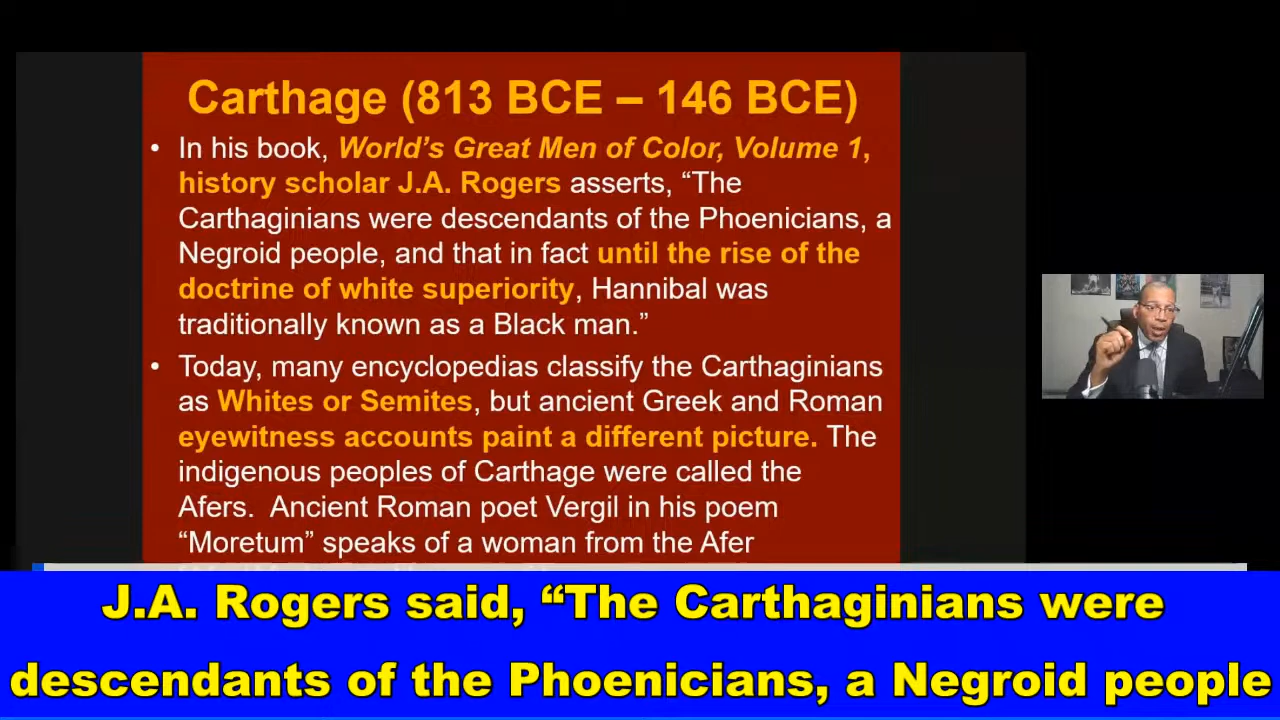 Carthage (813 BCE – 146 BCE)
• In his book, World's Great Men of Color, Volume 1,
history scholar J.A. Rogers asserts, “The
Carthaginians were descendants of the Phoenicians, a
Negroid people, and that in fact until the rise of the
doctrine of white superiority, Hannibal was
traditionally known as a Black man.”
• Today, many encyclopedias classify the Carthaginians
as Whites or Semites, but ancient Greek and Roman
eyewitness accounts paint a different picture. The
indigenous peoples of Carthage were called the
Afers. Ancient Roman poet Vergil in his poem
“Moretum” speaks of a woman from the Afer
J.A. Rogers said, “The Carthaginians were
descendants of the Phoenicians, a Negroid people